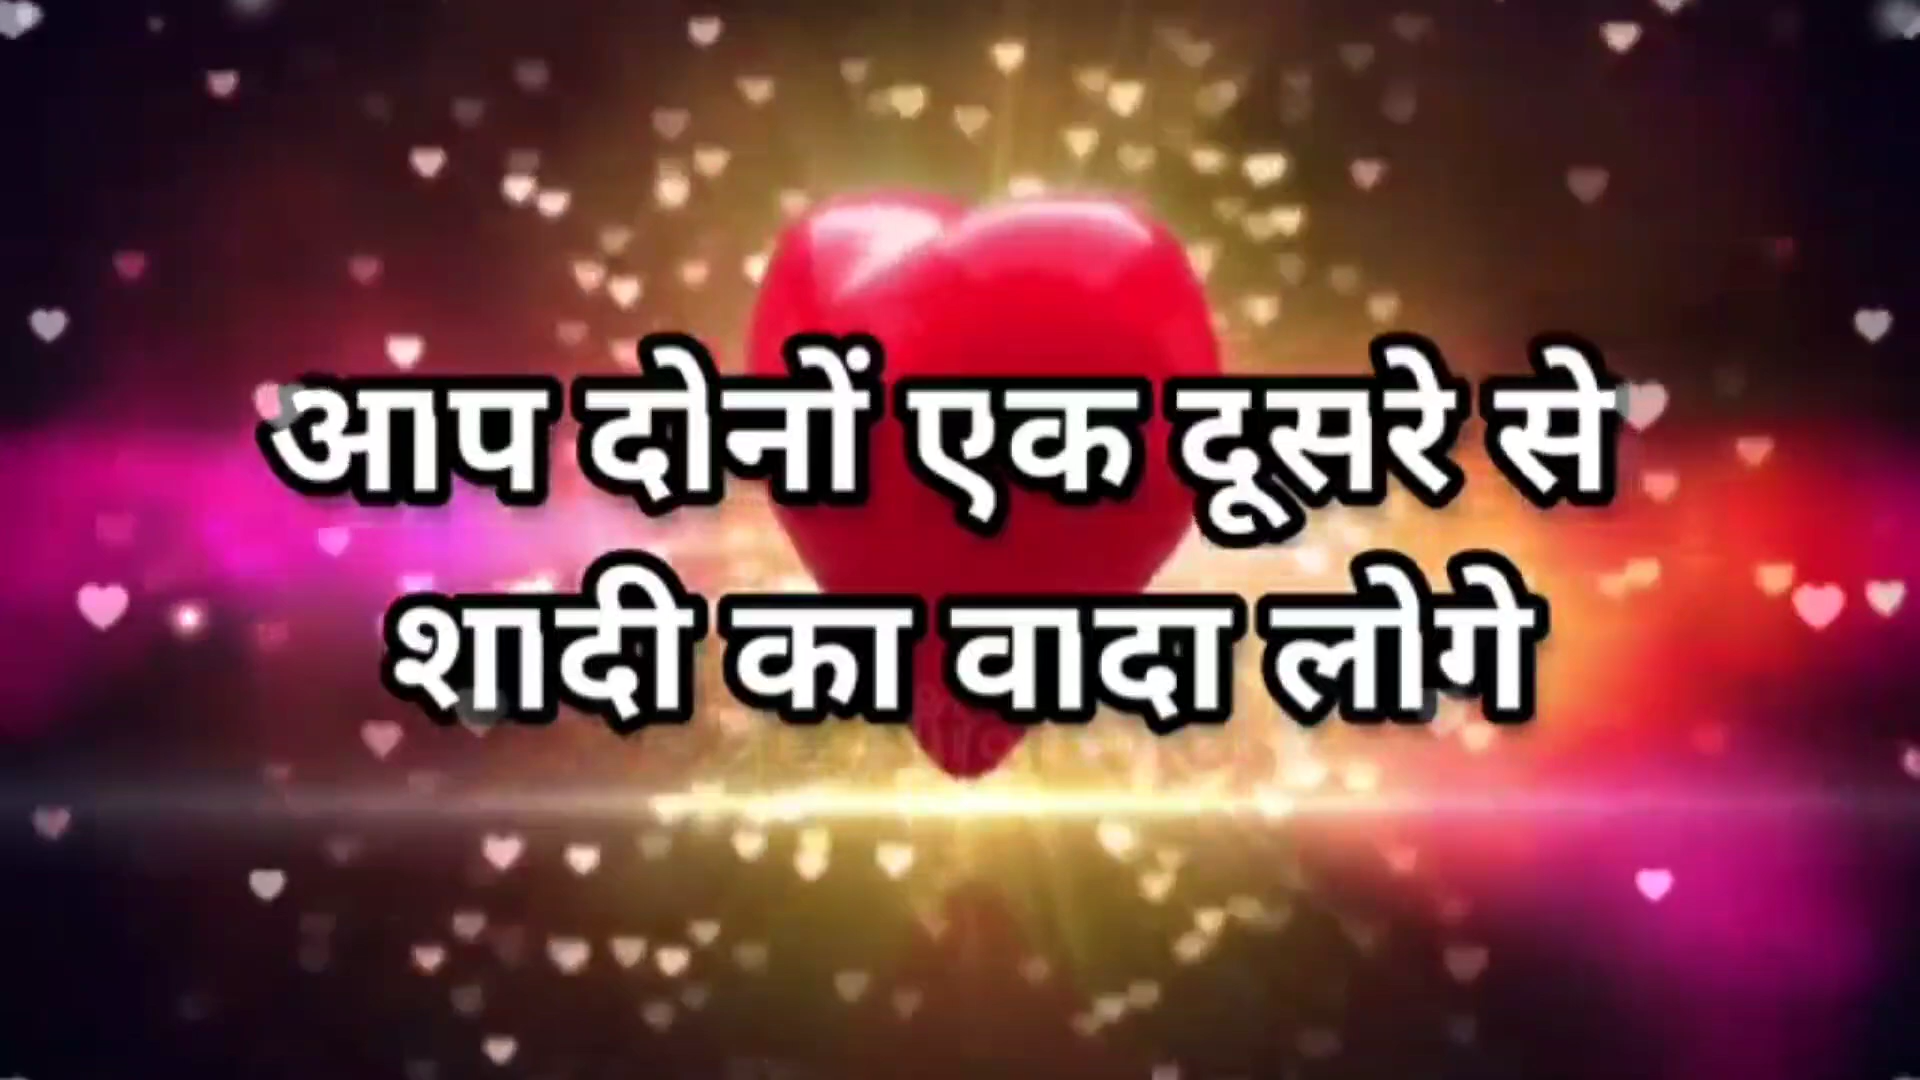 आप दोनों एक दूसरे से
शादी का वादा लोगे